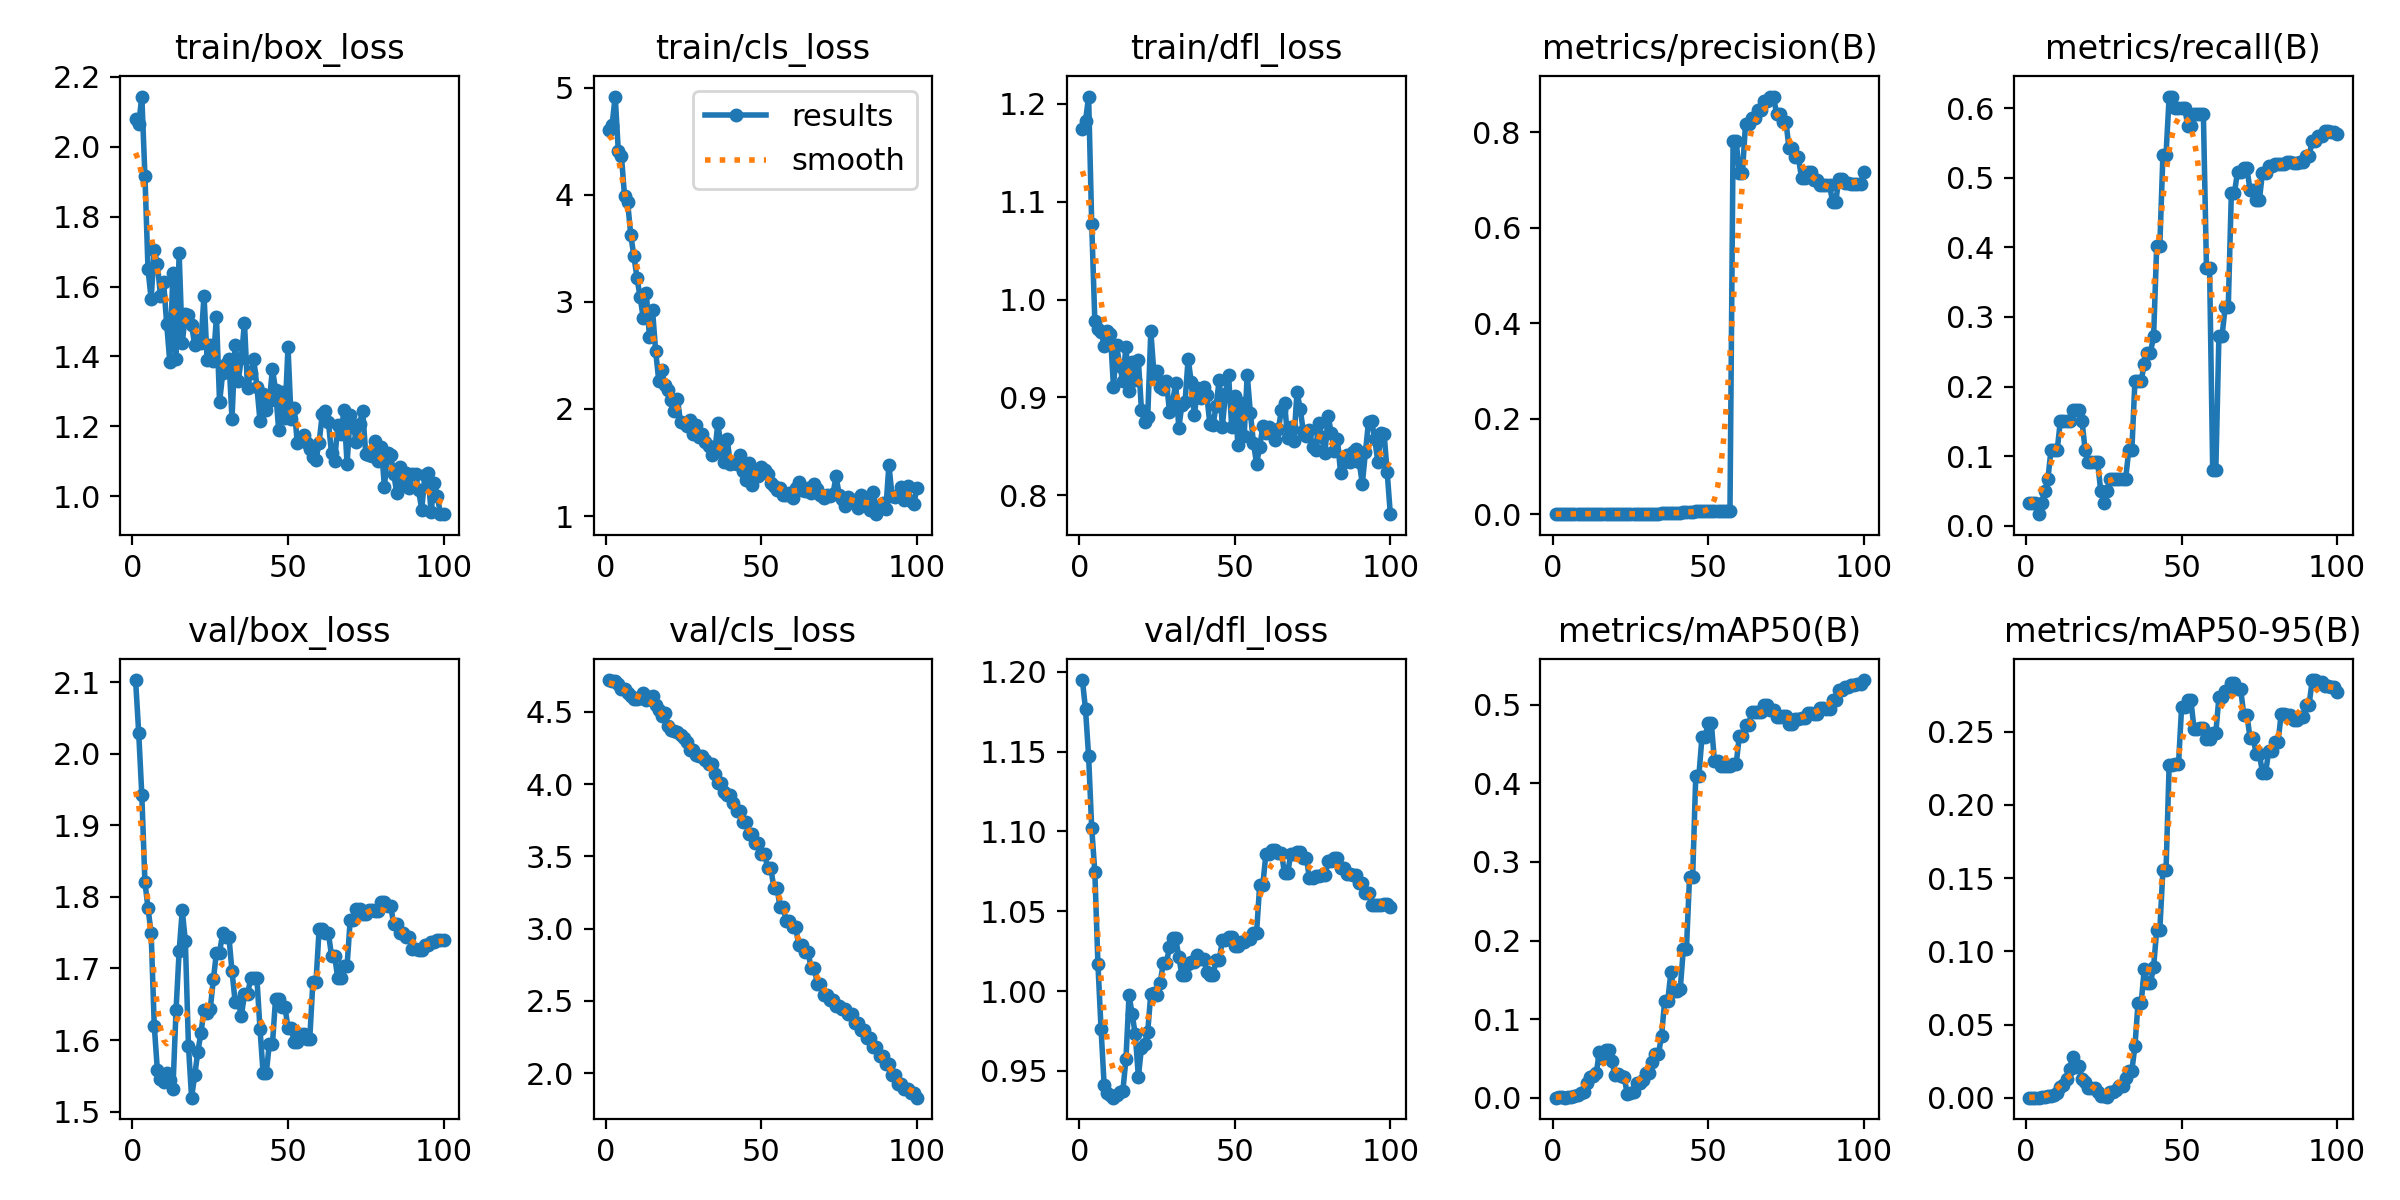 train/box_loss
2.2
2.0
1.8
1.6
1.4
1.2
1.0
0 50 100
train/cls_loss
results
smooth
5
4
3
2
1
0 50 100
train/dfl_loss
1.2
1.1
1.0
0.9
0.8
0 50 100
metrics/precision(B)
0.8
0.6
0.4
0.2
0.0
0 50 100
metrics/recall(B)
0.6
0.5
0.4
0.3
0.2
0.1
0.0
0 50 100
val/box_loss
2.1
2.0
1.9
1.8
1.7
1.6
1.5
0 50 100
val/cls_loss
4.5
4.0
3.5
3.0
2.5
2.0
0 50 100
val/dfl_loss
1.20
1.15
1.10
1.05
1.00
0.95
0 50 100
metrics/mAP50(B)
0.5
0.4
0.3
0.2
0.1
0.0
0 50 100
metrics/mAP50-95(B)
0.25
0.20
0.15
0.10
0.05
0.00
0 50 100